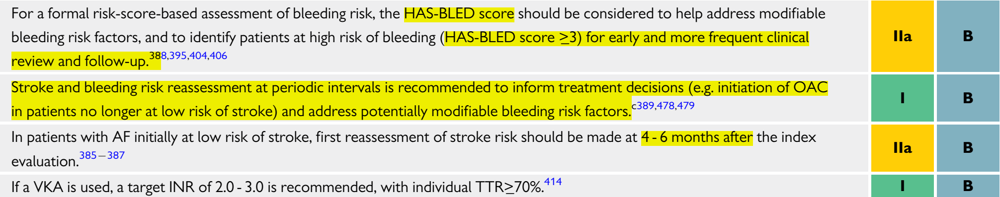 For a formal risk-score-based assessment of bleeding risk, the HAS-BLED score should be considered to help address modifiable
bleeding risk factors, and to identify patients at high risk of bleeding (HAS-BLED score ≥3) for early and more frequent clinical
review and follow-up.388,395,404,406
IIa
B
Stroke and bleeding risk reassessment at periodic intervals is recommended to inform treatment decisions (e.g. initiation of OAC
in patients no longer at low risk of stroke) and address potentially modifiable bleeding risk factors.c389,478,479
I
B
In patients with AF initially at low risk of stroke, first reassessment of stroke risk should be made at 4 - 6 months after the index
evaluation.385–387
IIa
B
If a VKA is used, a target INR of 2.0 - 3.0 is recommended, with individual TTR≥70%.414
I
B